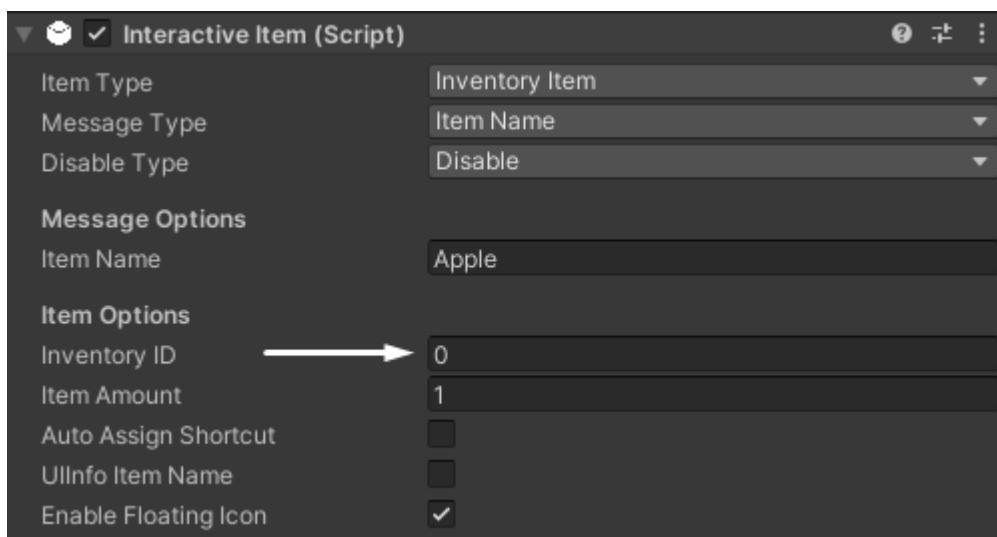 Interactive Item (Script)
Item Type Inventory Item
Message Type Item Name
Disable Type Disable
Message Options
Item Name Apple
Item Options
Inventory ID 0
Item Amount 1
Auto Assign Shortcut
UIInfo Item Name
Enable Floating Icon